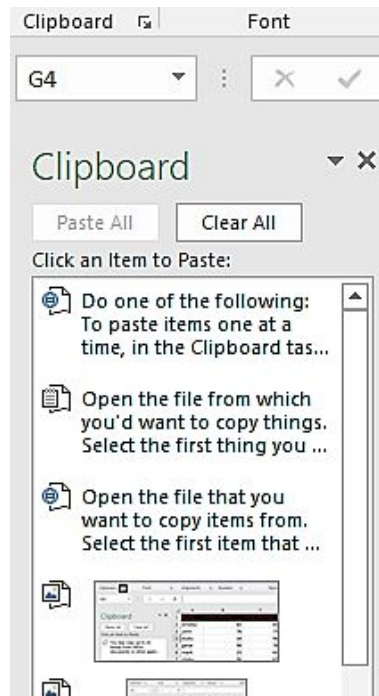 Clipboard Font
G4
Clipboard
Paste All Clear All
Click an Item to Paste:
Do one of the following:
To paste items one at a
time, in the Clipboard tas...
Open the file from which
you'd want to copy things.
Select the first thing you ...
Open the file that you
want to copy items from.
Select the first item that ...
Clipboard